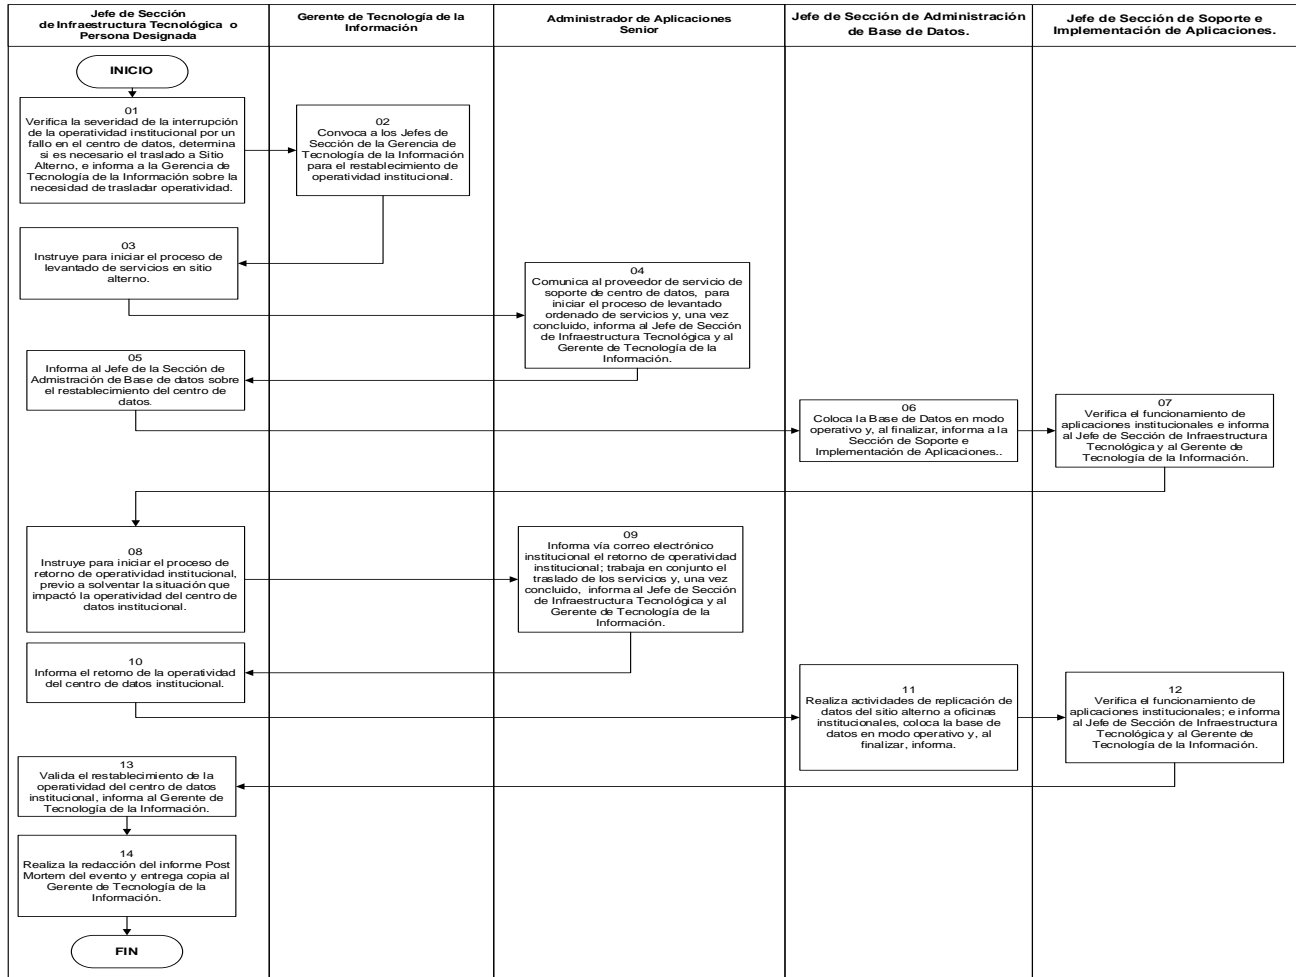 Jefe de Sección
de Infraestructura Tecnológica o
Persona Designada
Gerente de Tecnología de la
Información
Administrador de Aplicaciones
Senior
Jefe de Sección de Administración
de Base de Datos.
Jefe de Sección de Soporte e
Implementación de Aplicaciones.
INICIO
01
Verifica la severidad de la interrupción
de la operatividad institucional por un
fallo en el centro de datos, determina
si es necesario el traslado a Sitio
Alterno, e informa a la Gerencia de
Tecnología de la Información sobre la
necesidad de trasladar operatividad.
02
Convoca a los Jefes de
Sección de la Gerencia de
Tecnología de la Información
para el restablecimiento de
operatividad institucional.
03
Instruye para iniciar el proceso de
levantado de servicios en sitio
alterno.
04
Comunica al proveedor de servicio de
soporte de centro de datos, para
iniciar el proceso de levantado
ordenado de servicios y, una vez
concluido, informa al Jefe de Sección
de Infraestructura Tecnológica y al
Gerente de Tecnología de la
Información.
05
Informa al Jefe de la Sección de
Admistración de Base de datos sobre
el restablecimiento del centro de
datos.
06
Coloca la Base de Datos en modo
operativo y, al finalizar, informa a la
Sección de Soporte e
Implementación de Aplicaciones..
07
Verifica el funcionamiento de
aplicaciones institucionales e informa
al Jefe de Sección de Infraestructura
Tecnológica y al Gerente de
Tecnología de la Información.
08
Instruye para iniciar el proceso de
retorno de operatividad institucional,
previo a solventar la situación que
impactó la operatividad del centro de
datos institucional.
09
Informa vía correo electrónico
institucional el retorno de operatividad
institucional; trabaja en conjunto el
traslado de los servicios y, una vez
concluido, informa al Jefe de Sección
de Infraestructura Tecnológica y al
Gerente de Tecnología de la
Información.
10
Informa el retorno de la operatividad
del centro de datos institucional.
11
Realiza actividades de replicación de
datos del sitio alterno a oficinas
institucionales, coloca la base de
datos en modo operativo y, al
finalizar, informa.
12
Verifica el funcionamiento de
aplicaciones institucionales; e informa
al Jefe de Sección de Infraestructura
Tecnológica y al Gerente de
Tecnología de la Información.
13
Valida el restablecimiento de la
operatividad del centro de datos
institucional, informa al Gerente de
Tecnología de la Información.
14
Realiza la redacción del informe Post
Mortem del evento y entrega copia al
Gerente de Tecnología de la
Información.
FIN